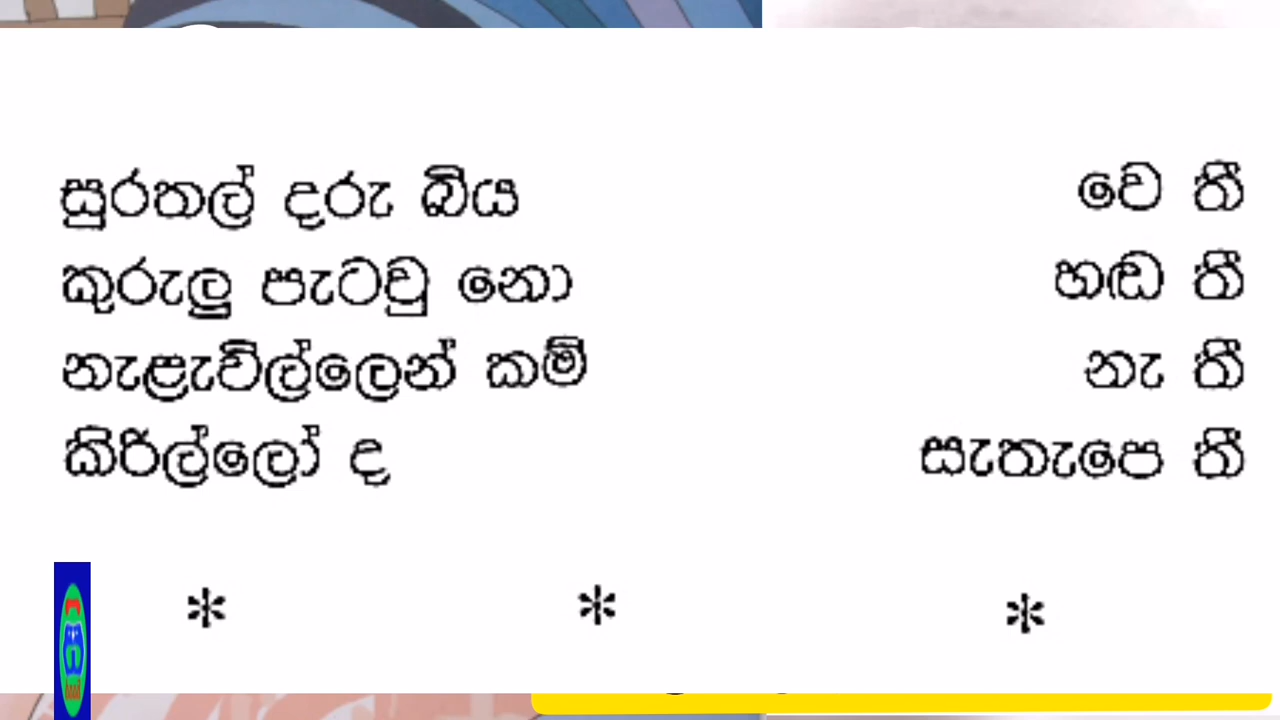 සුරතල් දරු බිය වෙ තී
කුරුලු පැටවු නො හඬ තී
නැළැවිල්ලෙන් කම් නැ තී
කිරිල්ලෝ ද සැතැපෙ තී
* * *